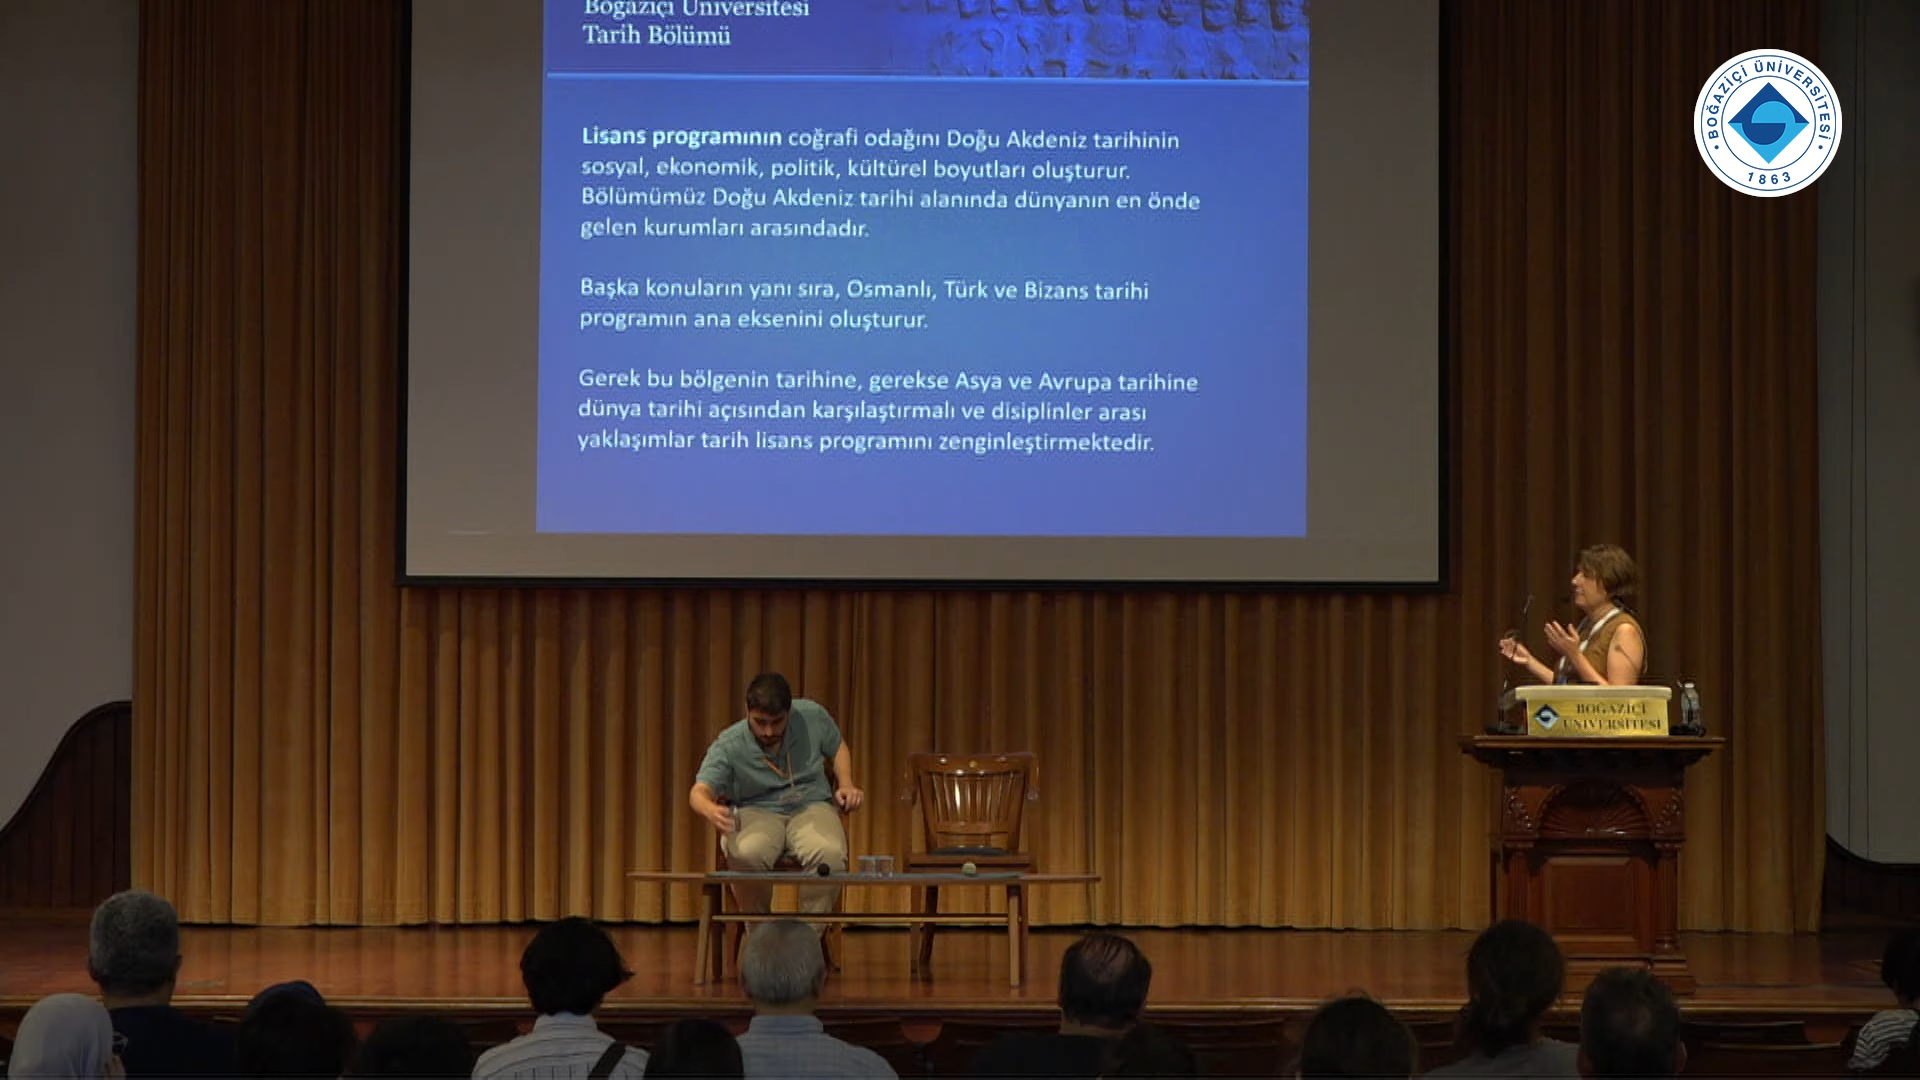 Boğaziçi Üniversitesi
Tarih Bölümü
Lisans programının coğrafi odağını Doğu Akdeniz tarihinin
sosyal, ekonomik, politik, kültürel boyutları oluşturur.
Bölümümüz Doğu Akdeniz tarihi alanında dünyanın en önde
gelen kurumları arasındadır.
Başka konuların yanı sıra, Osmanlı, Türk ve Bizans tarihi
programın ana eksenini oluşturur.
Gerek bu bölgenin tarihine, gerekse Asya ve Avrupa tarihine
dünya tarihi açısından karşılaştırmalı ve disiplinler arası
yaklaşımlar tarih lisans programını zenginleştirmektedir.
BOĞAZİÇİ ÜNİVERSİTESİ
1863
BOĞAZİÇİ
ÜNİVERSİTESİ